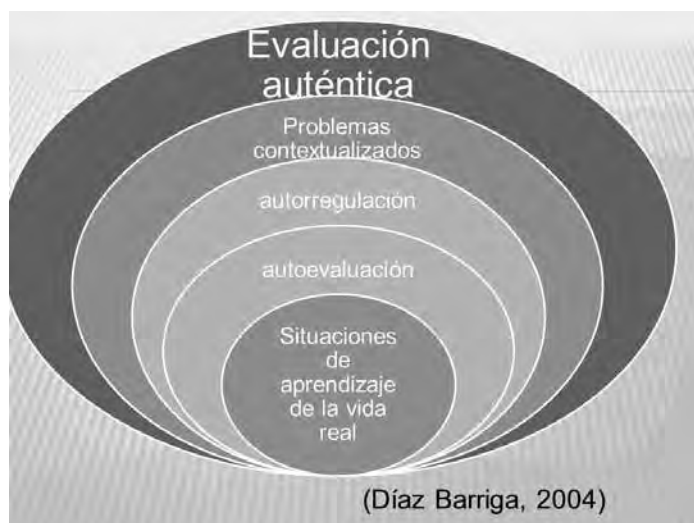 Evaluación
auténtica
Problemas
contextualizados
autorregulación
autoevaluación
Situaciones
de
aprendizaje
de la vida
real
(Díaz Barriga, 2004)